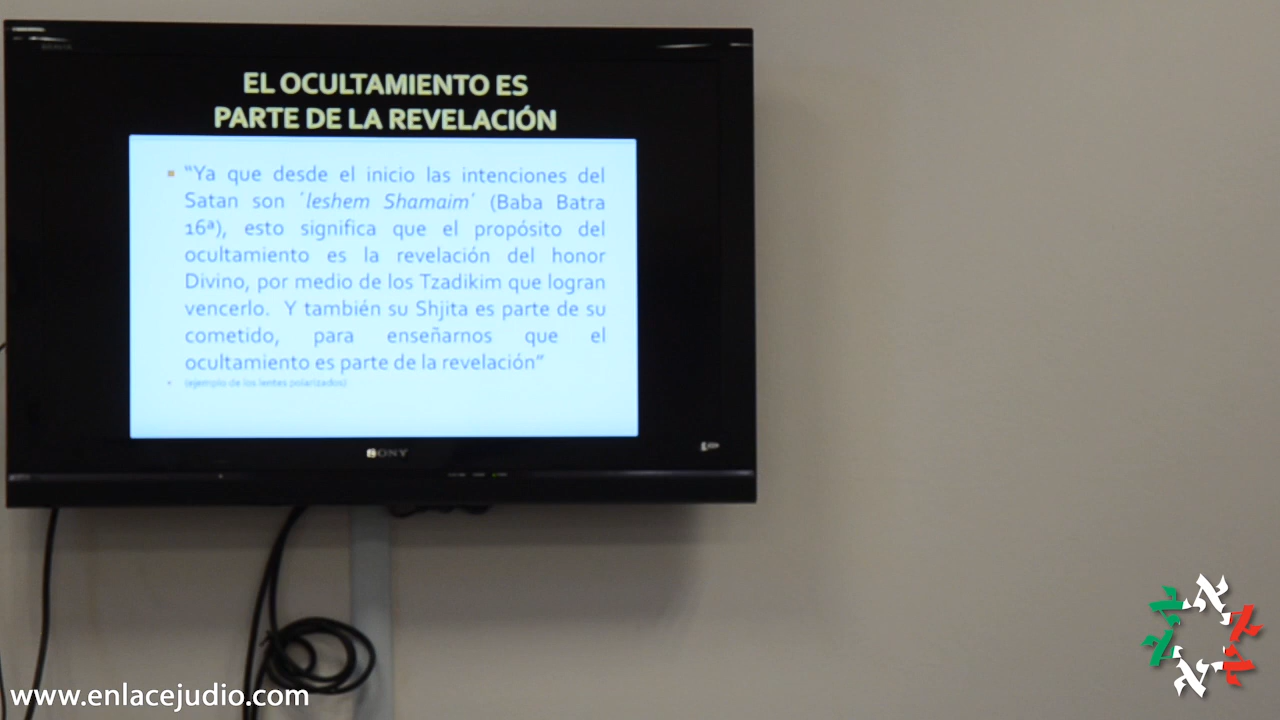 EL OCULTAMIENTO ES
PARTE DE LA REVELACIÓN
“Ya que desde el inicio las intenciones del
Satan son ´leshem Shamaim´ (Baba Batra
16ª), esto significa que el propósito del
ocultamiento es la revelación del honor
Divino, por medio de los Tzadikim que logran
vencerlo. Y también su Shjita es parte de su
cometido, para enseñarnos que el
ocultamiento es parte de la revelación”
(ejemplo de los lentes polarizados)
SONY
www.enlacejudio.com